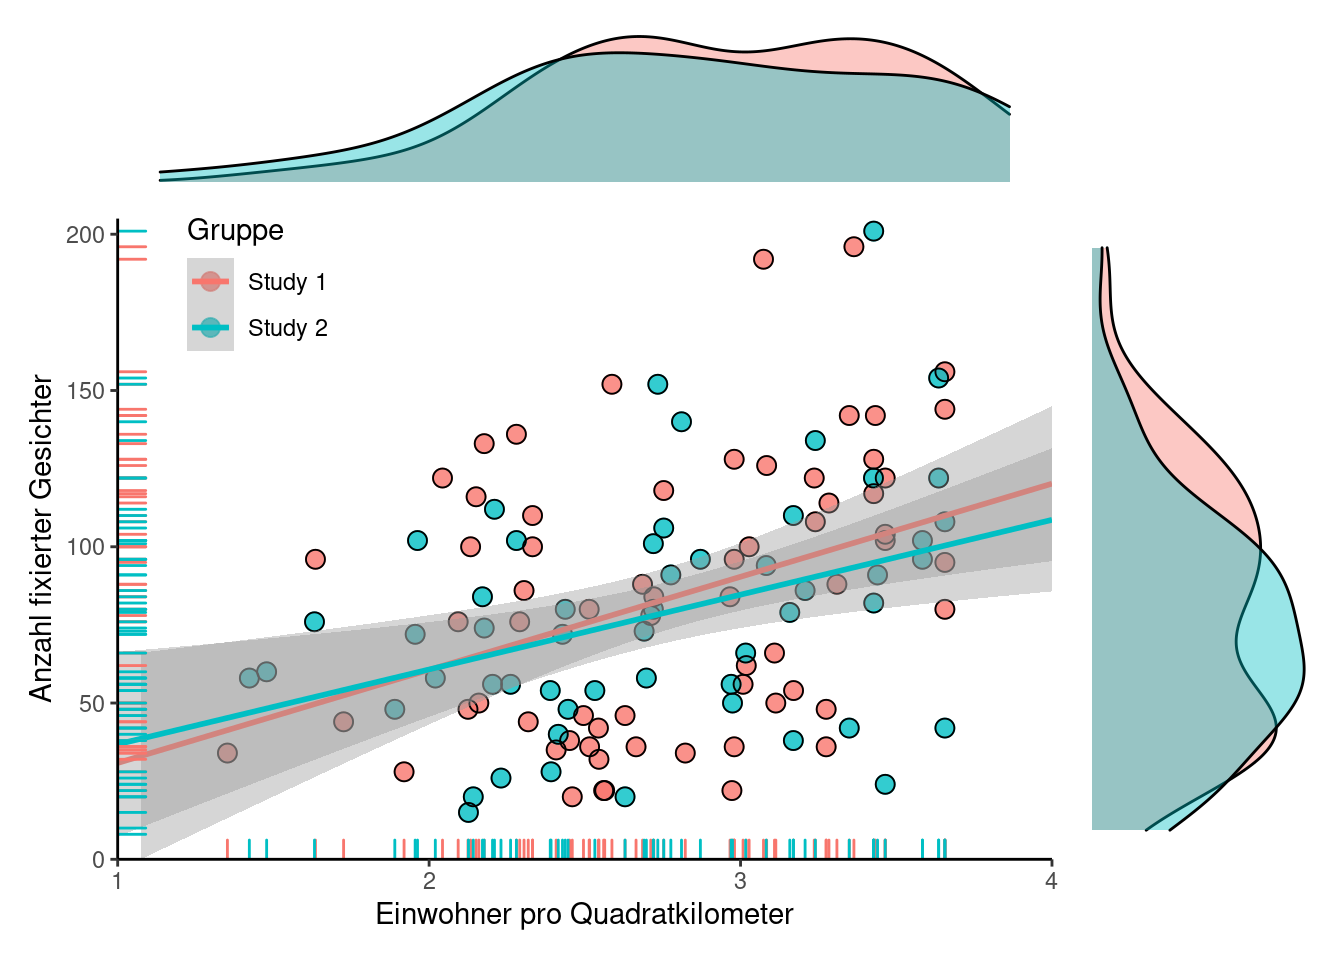 Gruppe
Study 1
Study 2
Anzahl fixierter Gesichter
200
150
100
50
0
1 2 3 4
Einwohner pro Quadratkilometer